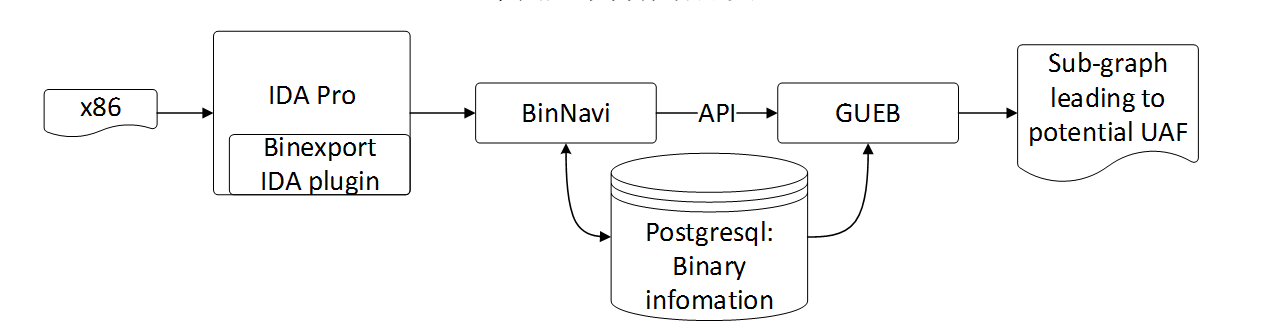 x86
IDA Pro
Binexport
IDA plugin
BinNavi
API
GUEB
Sub-graph
leading to
potential UAF
Postgresql:
Binary
infomation